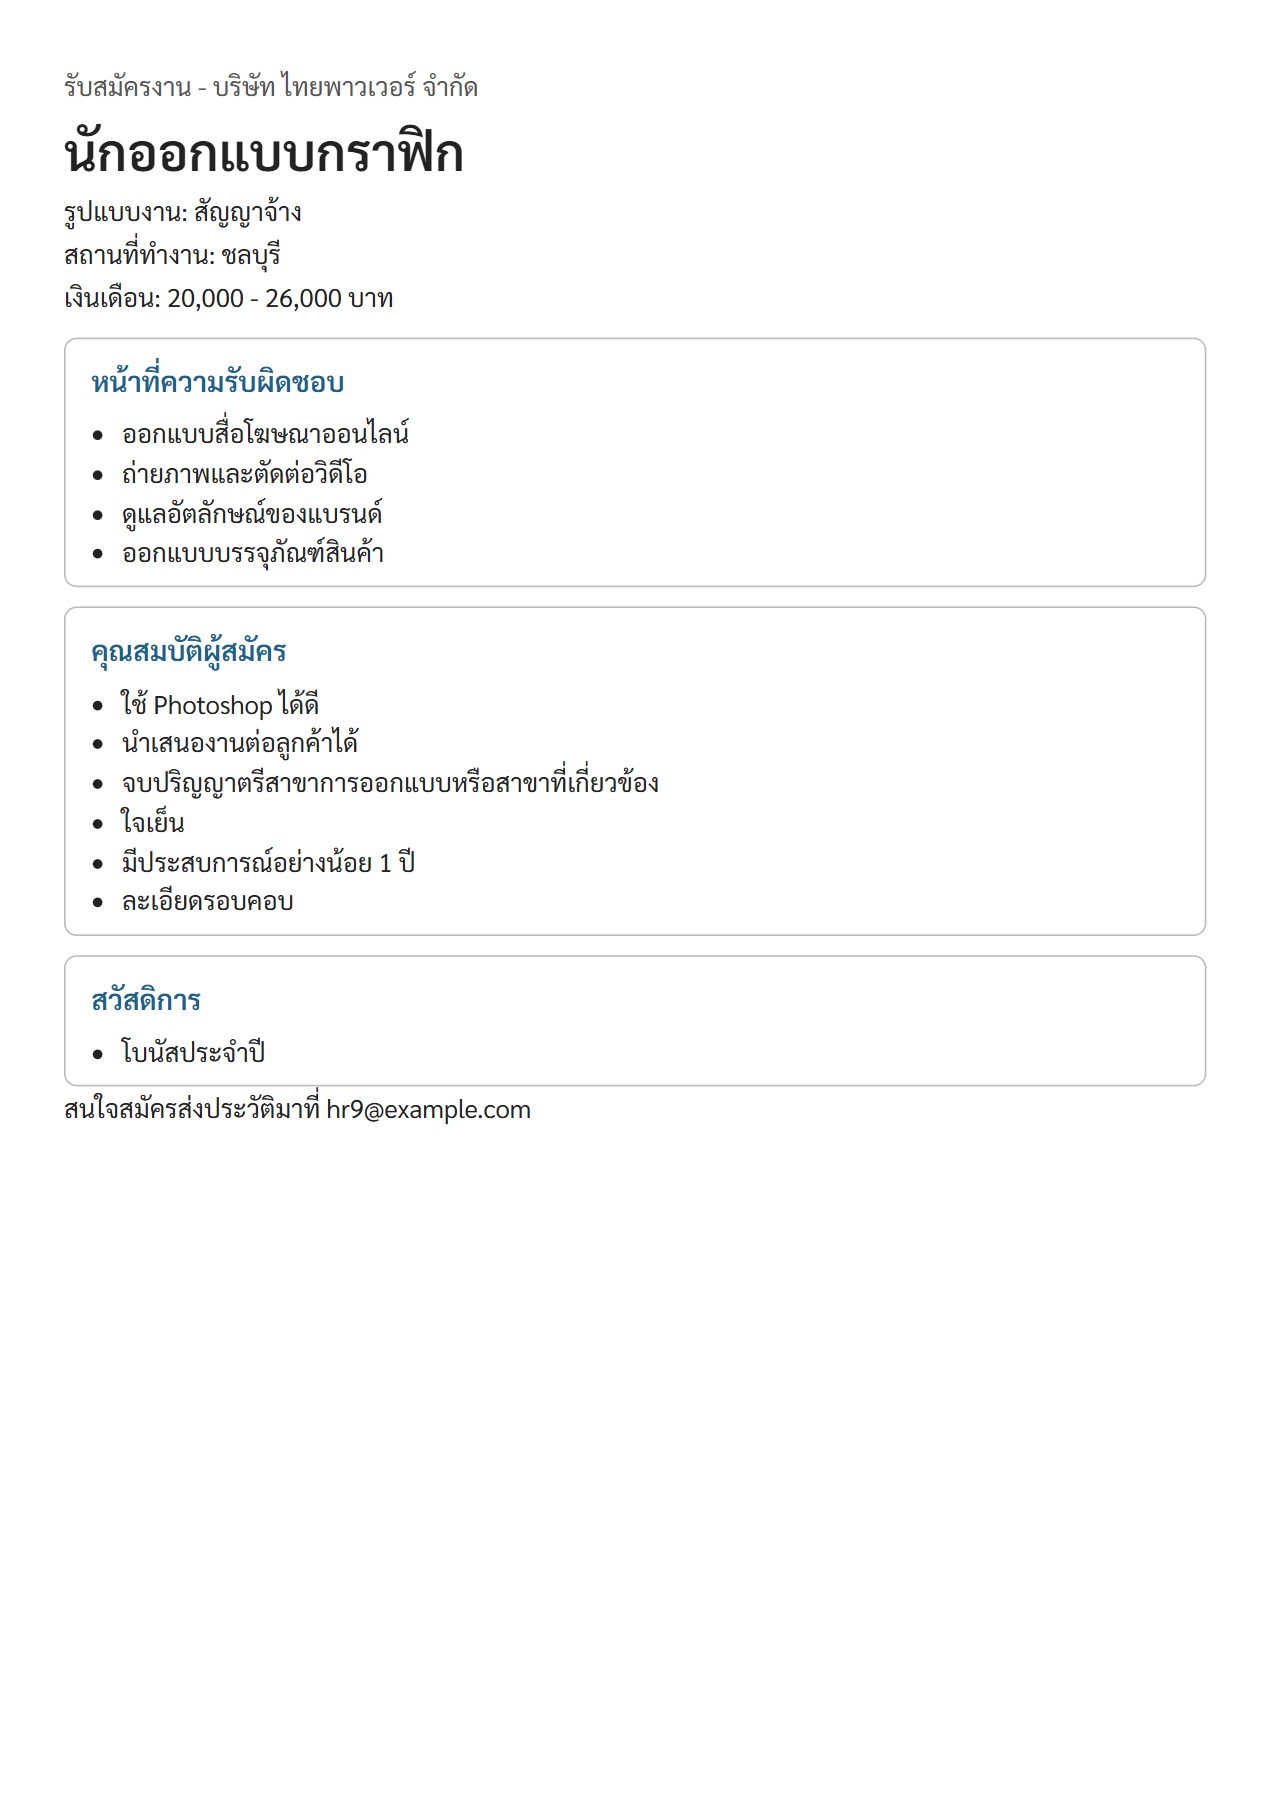 รับสมัครงาน - บริษัท ไทยพาวเวอร์ จำกัด
นักออกแบบกราฟิก
รูปแบบงาน: สัญญาจ้าง
สถานที่ทำงาน: ชลบุรี
เงินเดือน: 20,000 - 26,000 บาท
หน้าที่ความรับผิดชอบ
• ออกแบบสื่อโฆษณาออนไลน์
• ถ่ายภาพและตัดต่อวิดีโอ
• ดูแลอัตลักษณ์ของแบรนด์
• ออกแบบบรรจุภัณฑ์สินค้า
คุณสมบัติผู้สมัคร
• ใช้ Photoshop ได้ดี
• นำเสนองานต่อลูกค้าได้
• จบปริญญาตรีสาขาการออกแบบหรือสาขาที่เกี่ยวข้อง
• ใจเย็น
• มีประสบการณ์อย่างน้อย 1 ปี
• ละเอียดรอบคอบ
สวัสดิการ
• โบนัสประจำปี
สนใจสมัครส่งประวัติมาที่ hr9@example.com